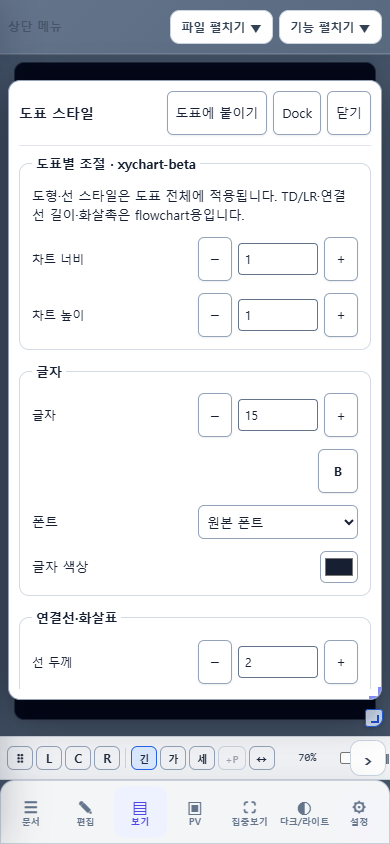 상단 메뉴
파일 펼치기 ▼
기능 펼치기 ▼
도표 스타일
도표에 붙이기
Dock
닫기
도표별 조절 · xychart-beta
도형·선 스타일은 도표 전체에 적용됩니다. TD/LR·연결
선 길이·화살촉은 flowchart용입니다.
차트 너비
−
1
+
차트 높이
−
1
+
글자
글자
−
15
+
B
폰트
원본 폰트
글자 색상
연결선·화살표
선 두께
−
2
+
L
C
R
긴
가
세
+P
↔
70%
›
문서
편집
보기
PV
집중보기
다크/라이트
설정